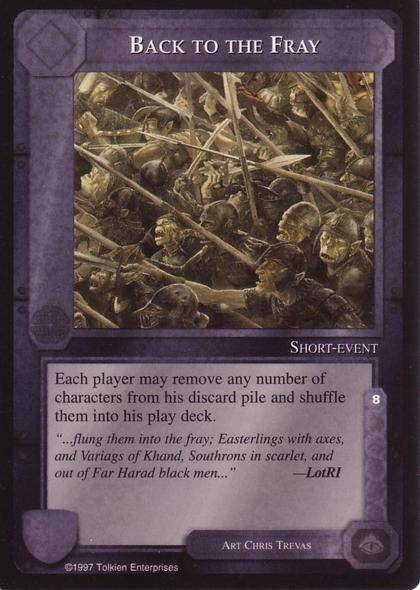 BACK TO THE FRAY
SHORT-EVENT
Each player may remove any number of
characters from his discard pile and shuffle
them into his play deck.
8
“...flung them into the fray; Easterlings with axes,
and Variags of Khand, Southrons in scarlet, and
out of Far Harad black men...” —LotRI
ART CHRIS TREVAS
©1997 Tolkien Enterprises